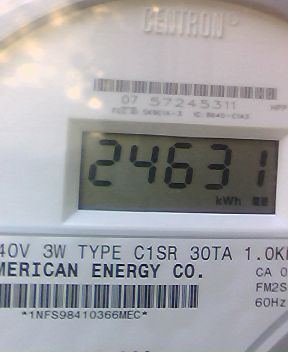 CENTRON®
07 57245311
24631
kWh
40V 3W TYPE C1SR 30TA 1.0K
MERICAN ENERGY CO.
CA 0
FM2S
60Hz
*1NFS98410366MEC*